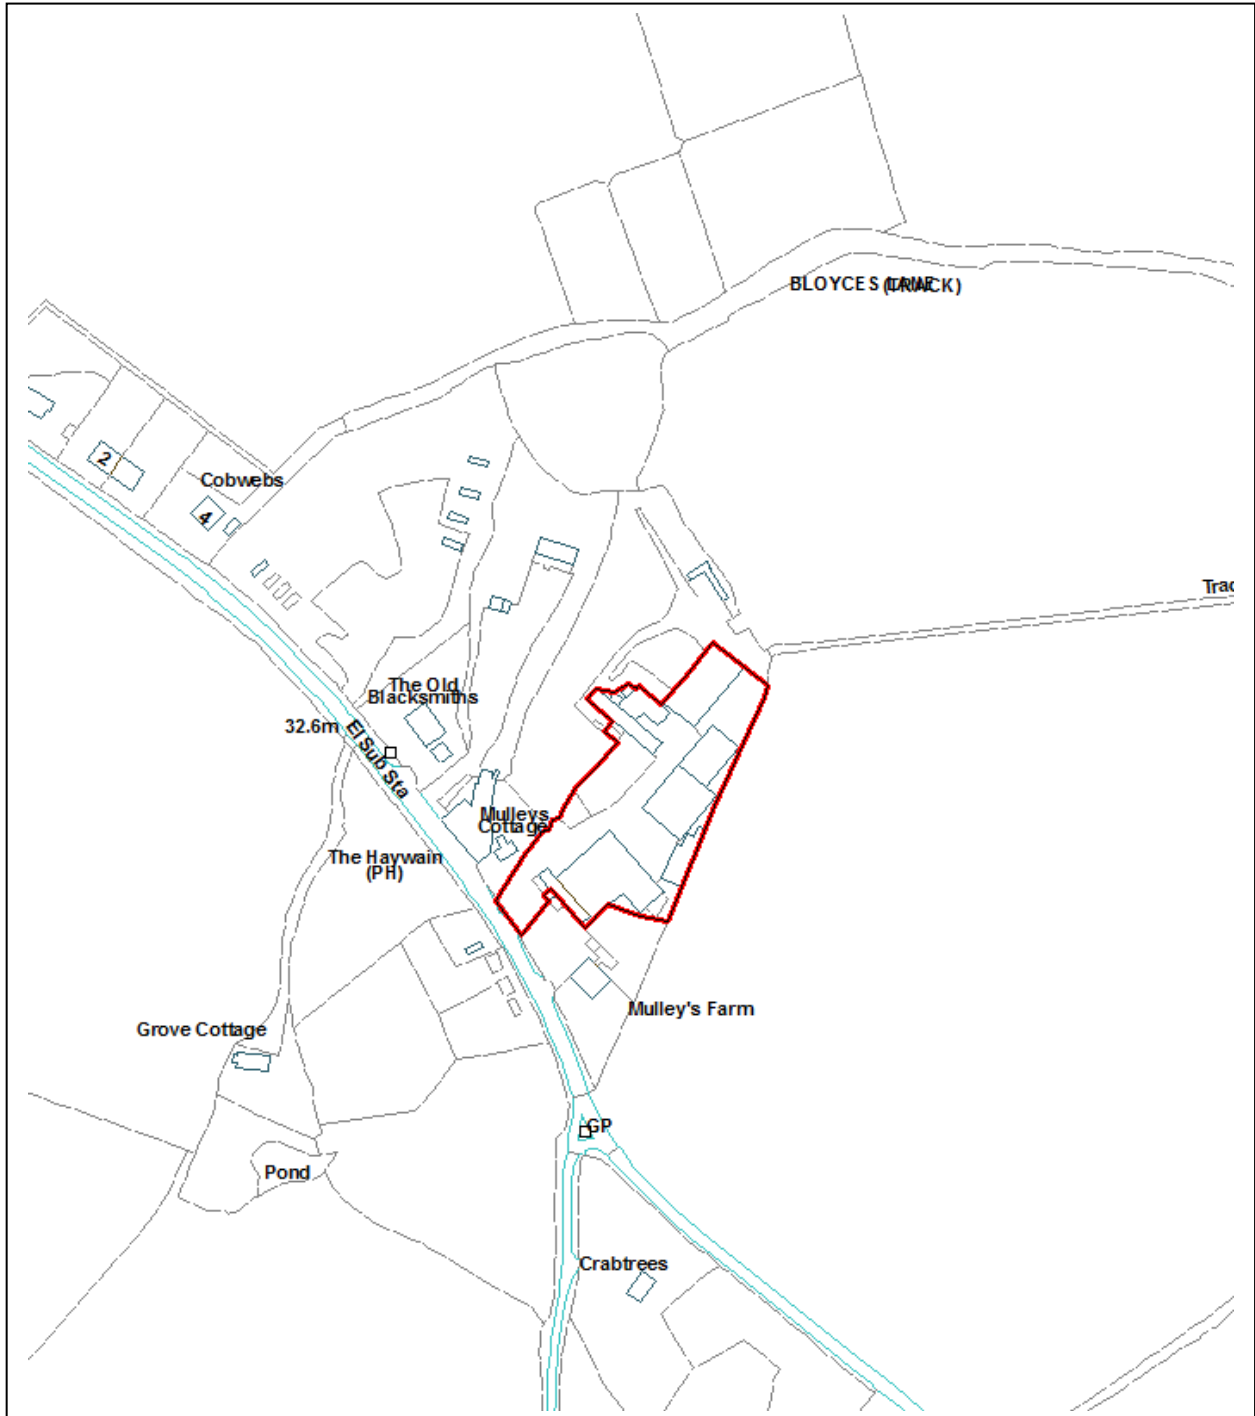 BLOYCES LANE
(TRACK)
2
Cobwebs
4
Trac
The Old
Blacksmiths
32.6m
El Sub Sta
Mulleys
Cottage
The Haywain
(PH)
Mulley's Farm
Grove Cottage
GP
Pond
Crabtrees